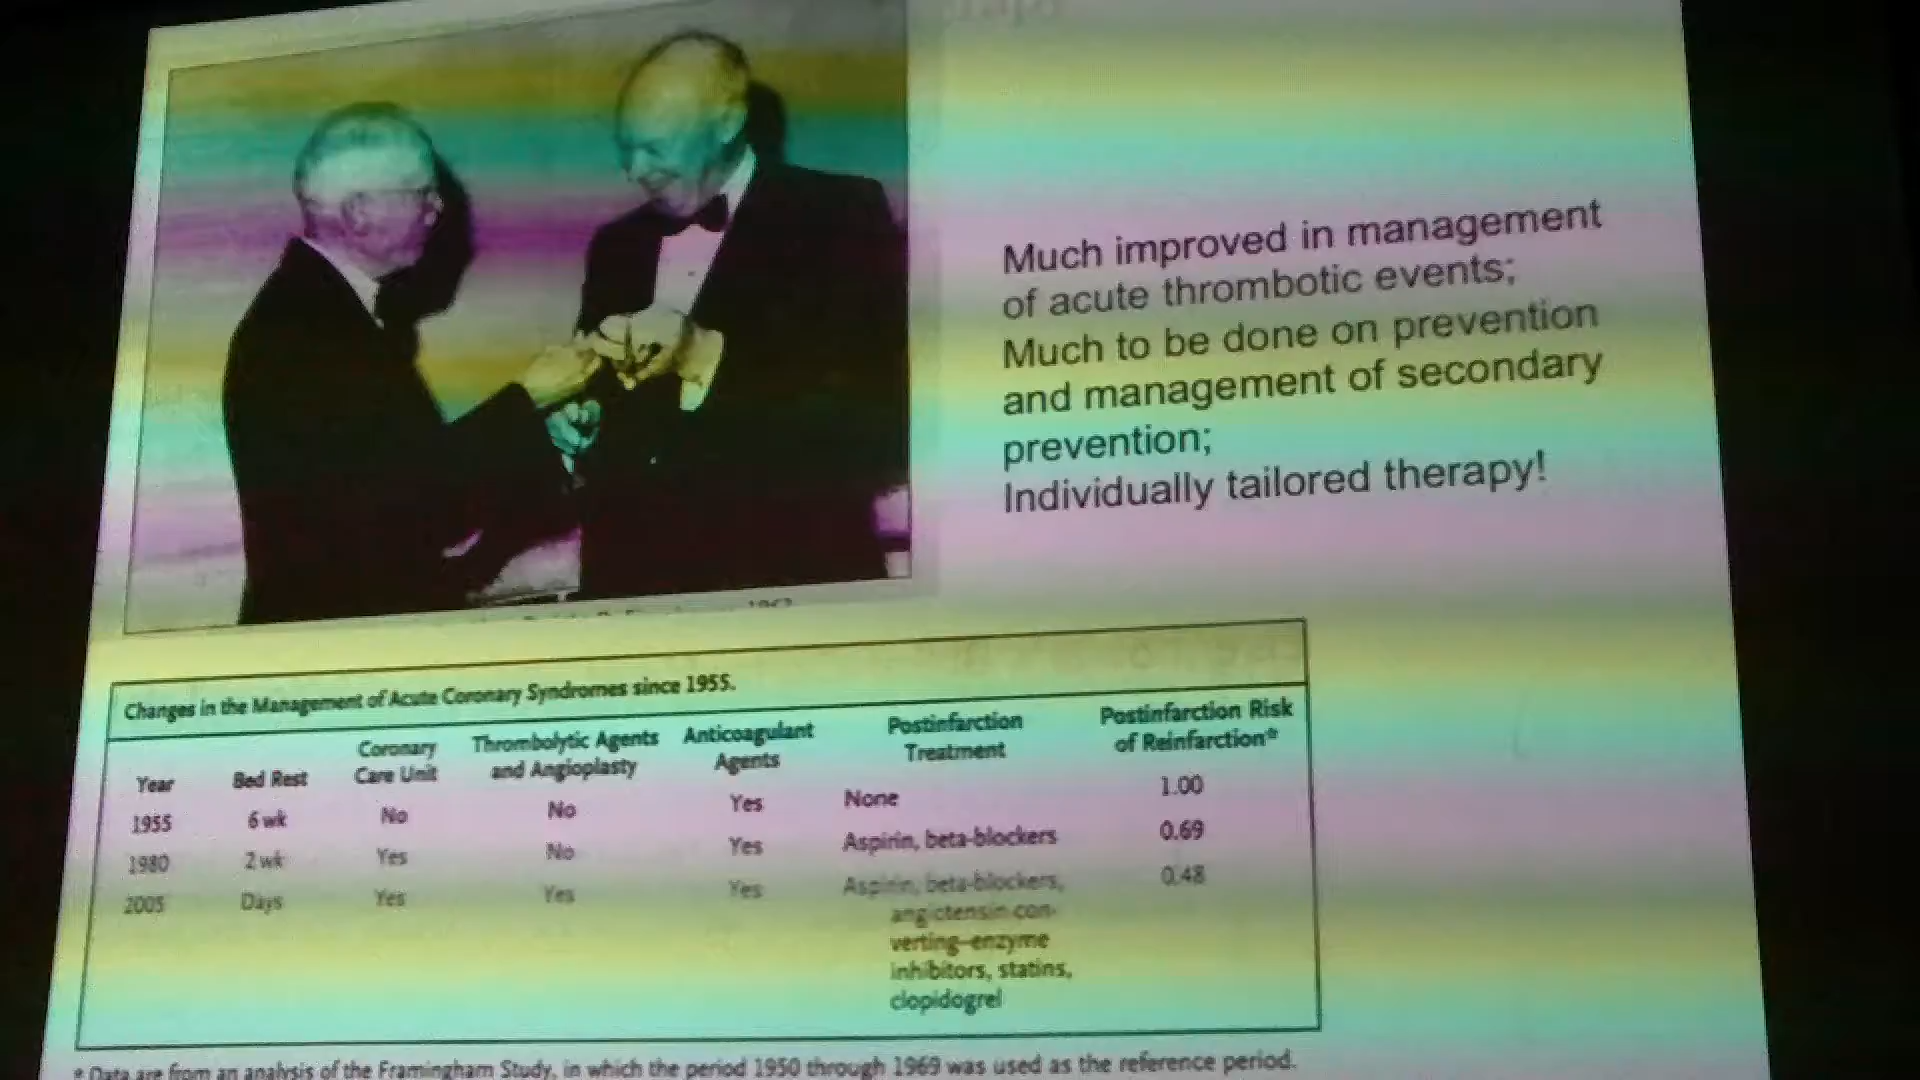 Much improved in management
of acute thrombotic events;
Much to be done on prevention
and management of secondary
prevention;
Individually tailored therapy!
Changes in the Management of Acute Coronary Syndromes since 1955.
Year Bed Rest Coronary Care Unit Thrombolytic Agents and Angioplasty Anticoagulant Agents Postinfarction Treatment Postinfarction Risk of Reinfarction*
1955 6 wk No No Yes None 1.00
1980 2 wk Yes No Yes Aspirin, beta-blockers 0.69
2005 Days Yes Yes Yes Aspirin, beta-blockers, 0.48
angiotensin-con-
verting-enzyme
inhibitors, statins,
clopidogrel
* Data are from an analysis of the Framingham Study, in which the period 1950 through 1969 was used as the reference period.